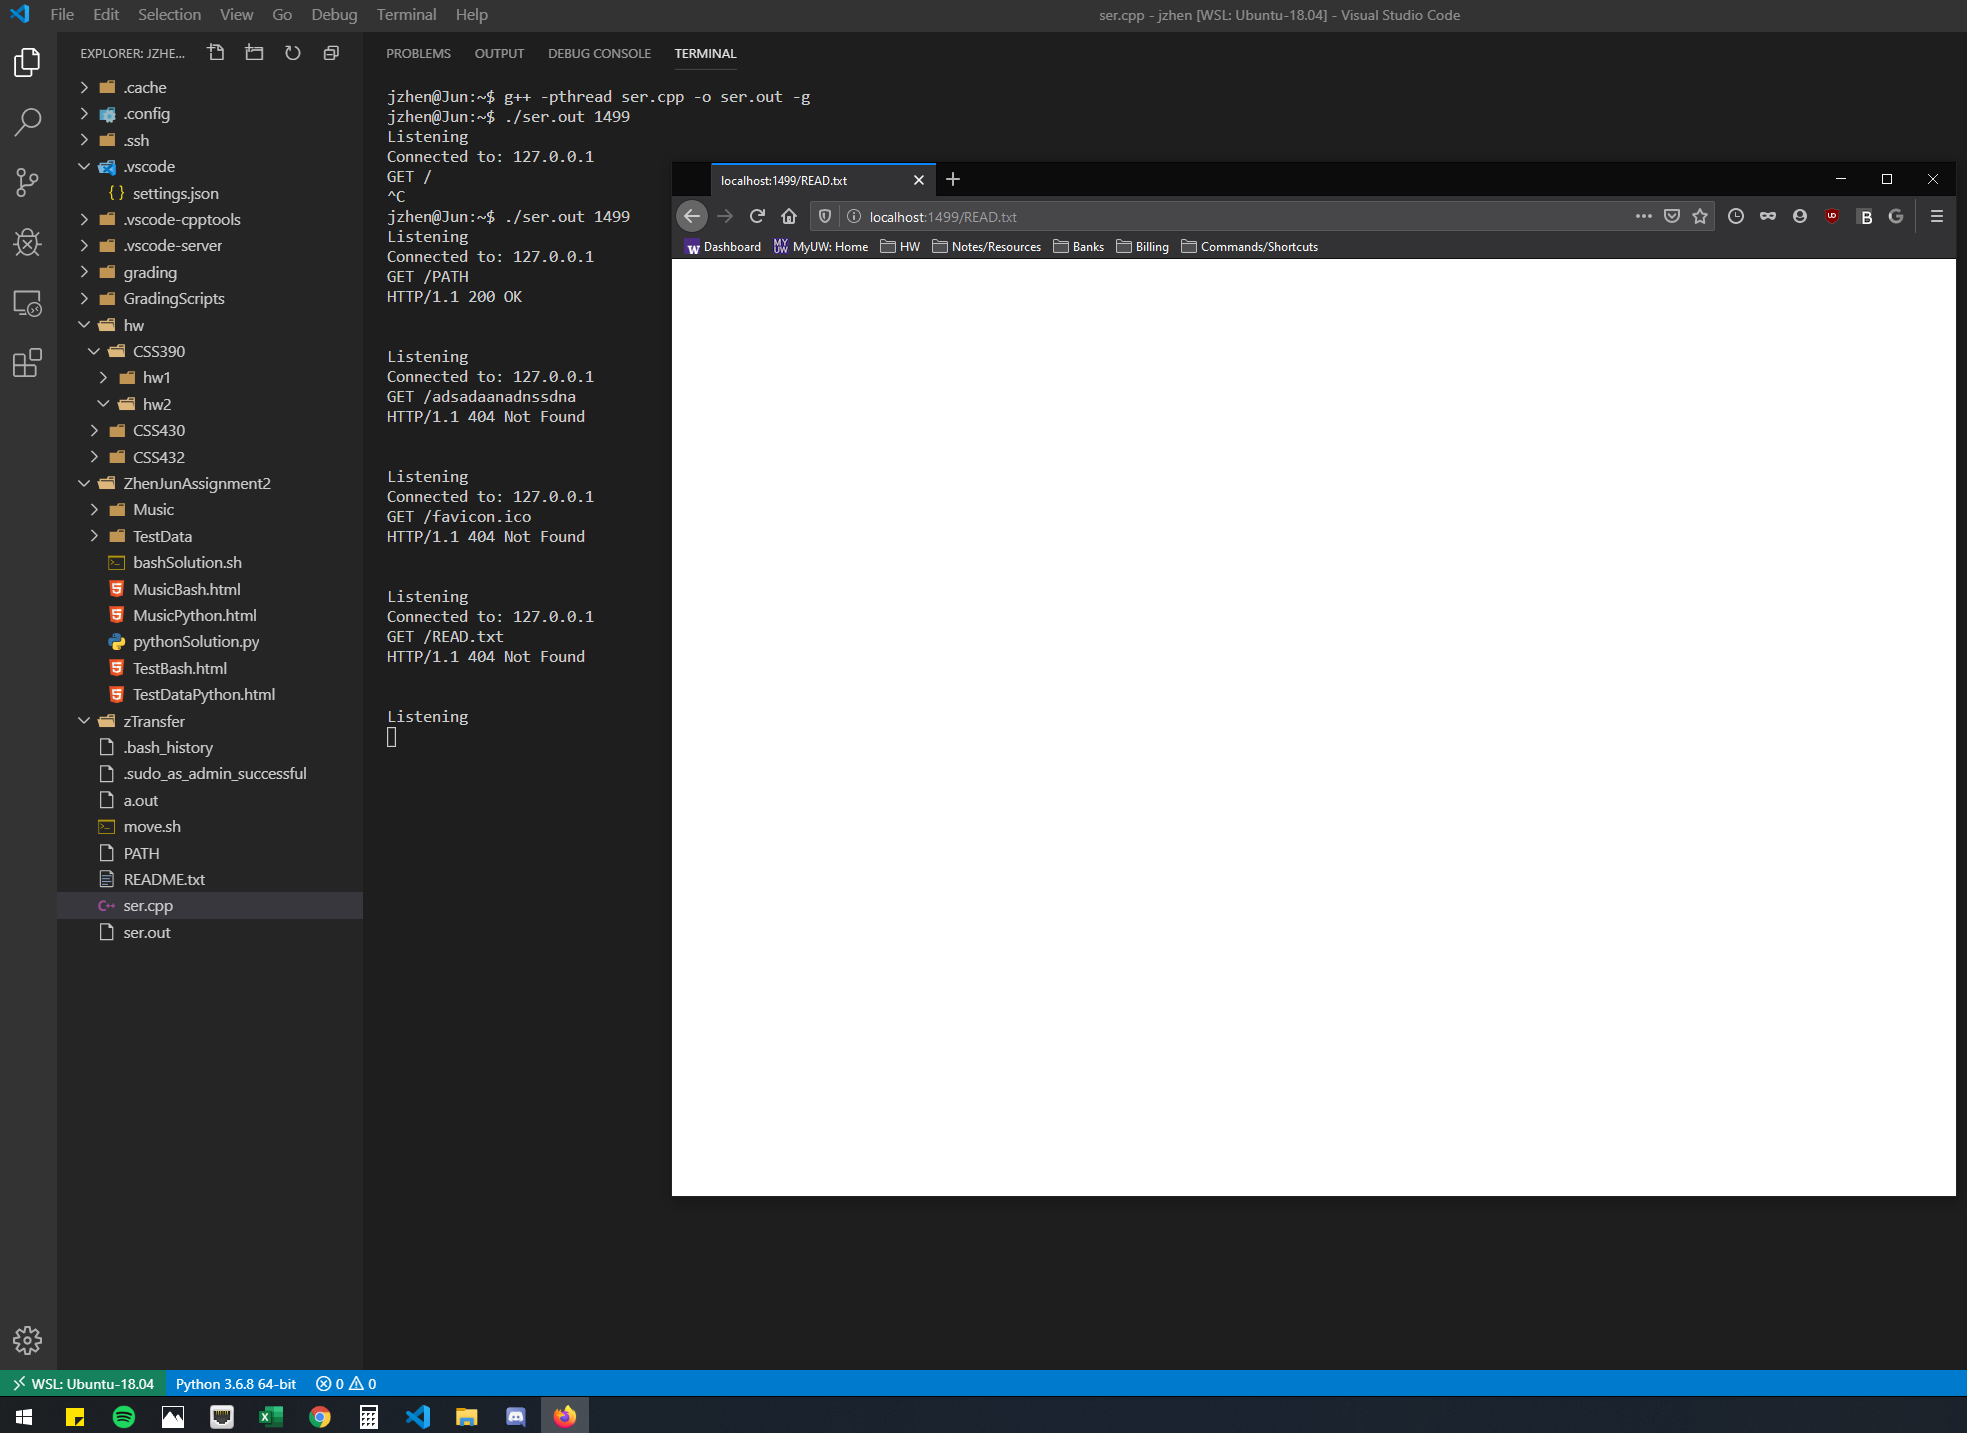 File Edit Selection View Go Debug Terminal Help
ser.cpp - jzhen [WSL: Ubuntu-18.04] - Visual Studio Code
EXPLORER: JZHE...
.cache
.config
.ssh
.vscode
{} settings.json
.vscode-cpptools
.vscode-server
grading
GradingScripts
hw
CSS390
hw1
hw2
CSS430
CSS432
ZhenJunAssignment2
Music
TestData
bashSolution.sh
MusicBash.html
MusicPython.html
pythonSolution.py
TestBash.html
TestDataPython.html
zTransfer
.bash_history
.sudo_as_admin_successful
a.out
move.sh
PATH
README.txt
ser.cpp
ser.out
PROBLEMS OUTPUT DEBUG CONSOLE TERMINAL
jzhen@Jun:~$ g++ -pthread ser.cpp -o ser.out -g
jzhen@Jun:~$ ./ser.out 1499
Listening
Connected to: 127.0.0.1
GET /
^C
jzhen@Jun:~$ ./ser.out 1499
Listening
Connected to: 127.0.0.1
GET /PATH
HTTP/1.1 200 OK
Listening
Connected to: 127.0.0.1
GET /adsadaanadnssdna
HTTP/1.1 404 Not Found
Listening
Connected to: 127.0.0.1
GET /favicon.ico
HTTP/1.1 404 Not Found
Listening
Connected to: 127.0.0.1
GET /READ.txt
HTTP/1.1 404 Not Found
Listening
localhost:1499/READ.txt
localhost:1499/READ.txt
Dashboard MyUW: Home HW Notes/Resources Banks Billing Commands/Shortcuts
WSL: Ubuntu-18.04 Python 3.6.8 64-bit 0 0